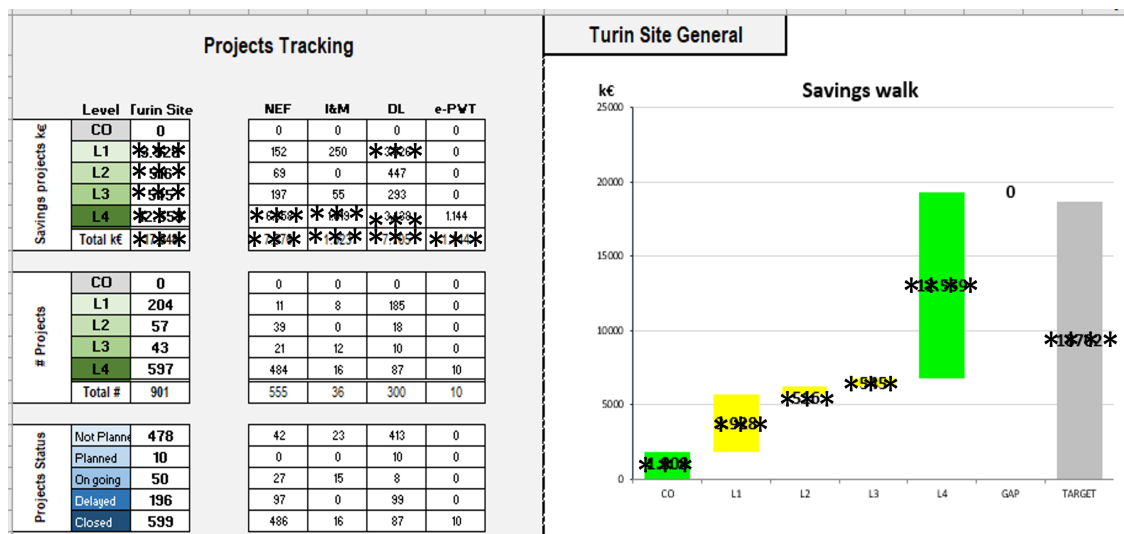 Projects Tracking
Level Turin Site NEF I&M DL e-PWT
Savings projects k€
CO 0 0 0 0 0
L1 152 250 0
L2 69 0 447 0
L3 197 55 293 0
L4 1.144
Total k€
# Projects
CO 0 0 0 0 0
L1 204 11 8 185 0
L2 57 39 0 18 0
L3 43 21 12 10 0
L4 597 484 16 87 10
Total # 901 555 36 300 10
Projects Status
Not Planne 478 42 23 413 0
Planned 10 0 0 10 0
On going 50 27 15 8 0
Delayed 196 97 0 99 0
Closed 599 486 16 87 10
Turin Site General
Savings walk
k€
25000
20000
15000
10000
5000
0
0
CO L1 L2 L3 L4 GAP TARGET